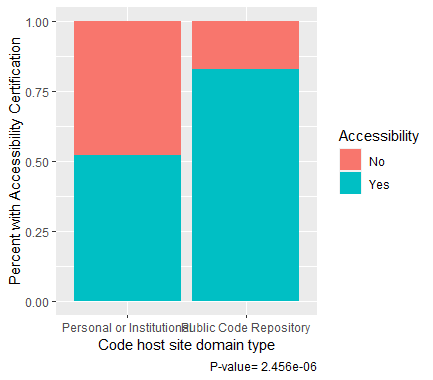 Percent with Accessibility Certification
1.00
0.75
0.50
0.25
0.00
Personal or Institutional
Public Code Repository
Code host site domain type
P-value= 2.456e-06
Accessibility
No
Yes